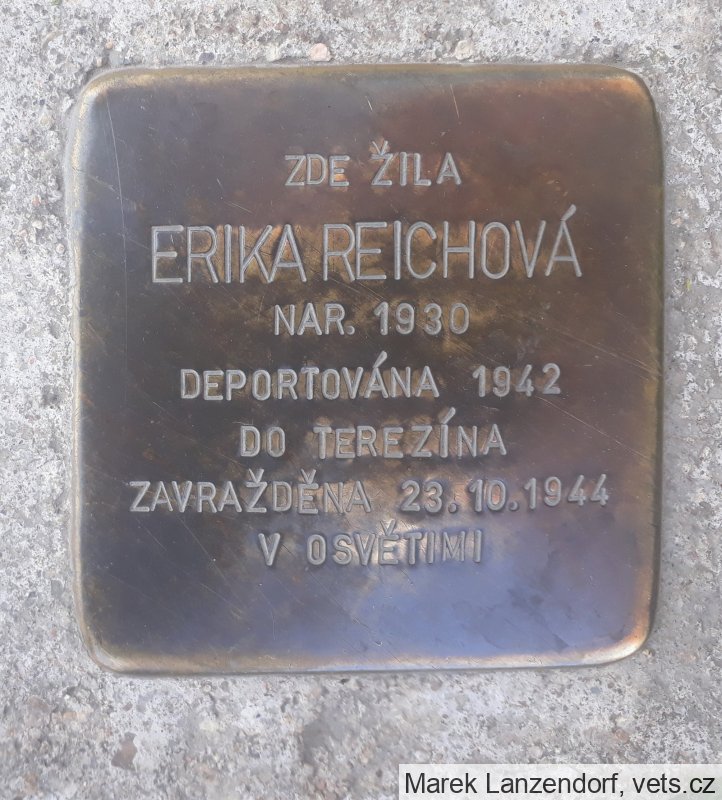 ZDE ŽILA
ERIKA REICHOVÁ
NAR. 1930
DEPORTOVÁNA 1942
DO TEREZÍNA
ZAVRAŽDĚNA 23.10.1944
V OSVĚTIMI
Marek Lanzendorf, vets.cz